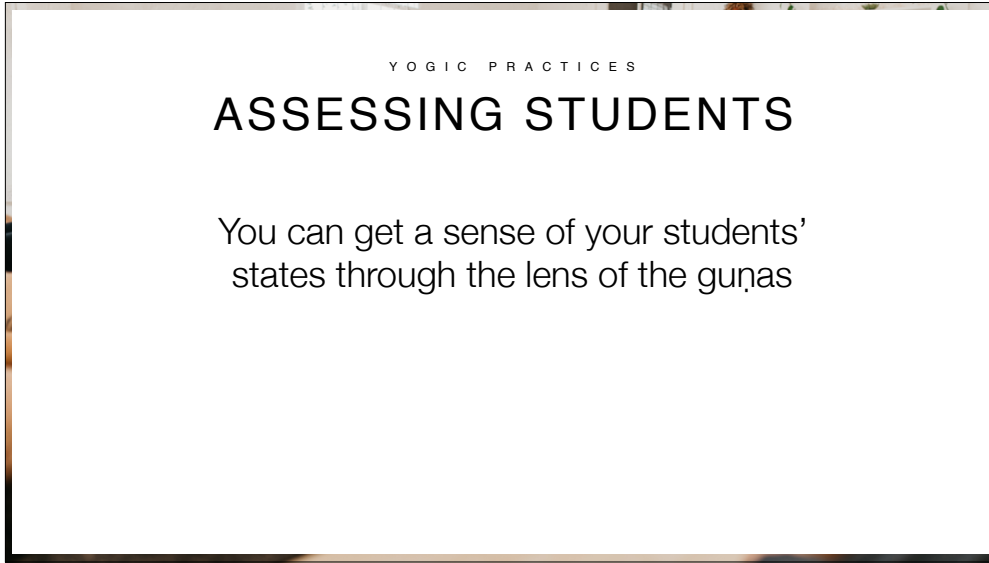 YOGIC PRACTICES
ASSESSING STUDENTS
You can get a sense of your students’
states through the lens of the guṇas